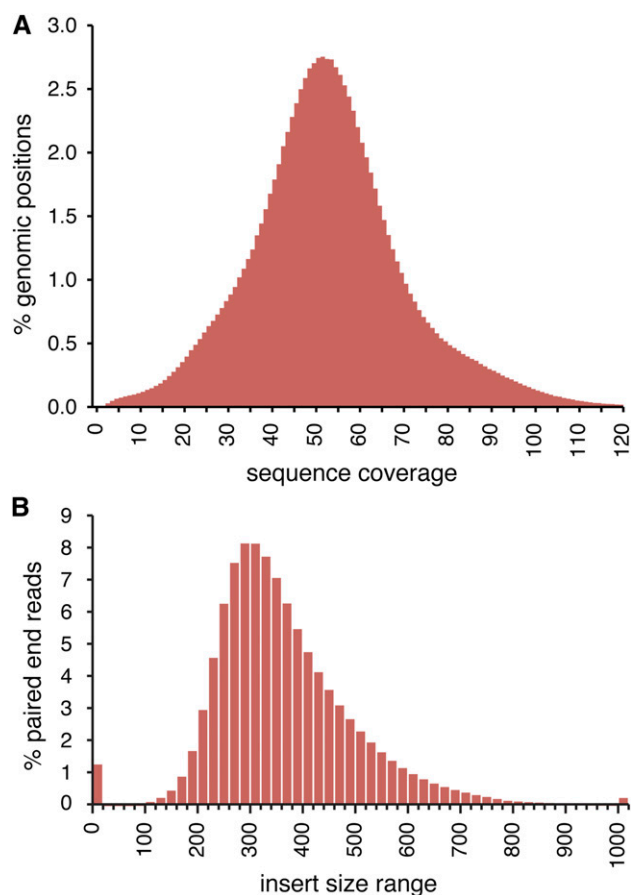 A
3.0
2.5
2.0
1.5
1.0
0.5
0.0
% genomic positions
0 10 20 30 40 50 60 70 80 90 100 110 120
sequence coverage
B
9
8
7
6
5
4
3
2
1
0
% paired end reads
0 100 200 300 400 500 600 700 800 900 1000
insert size range